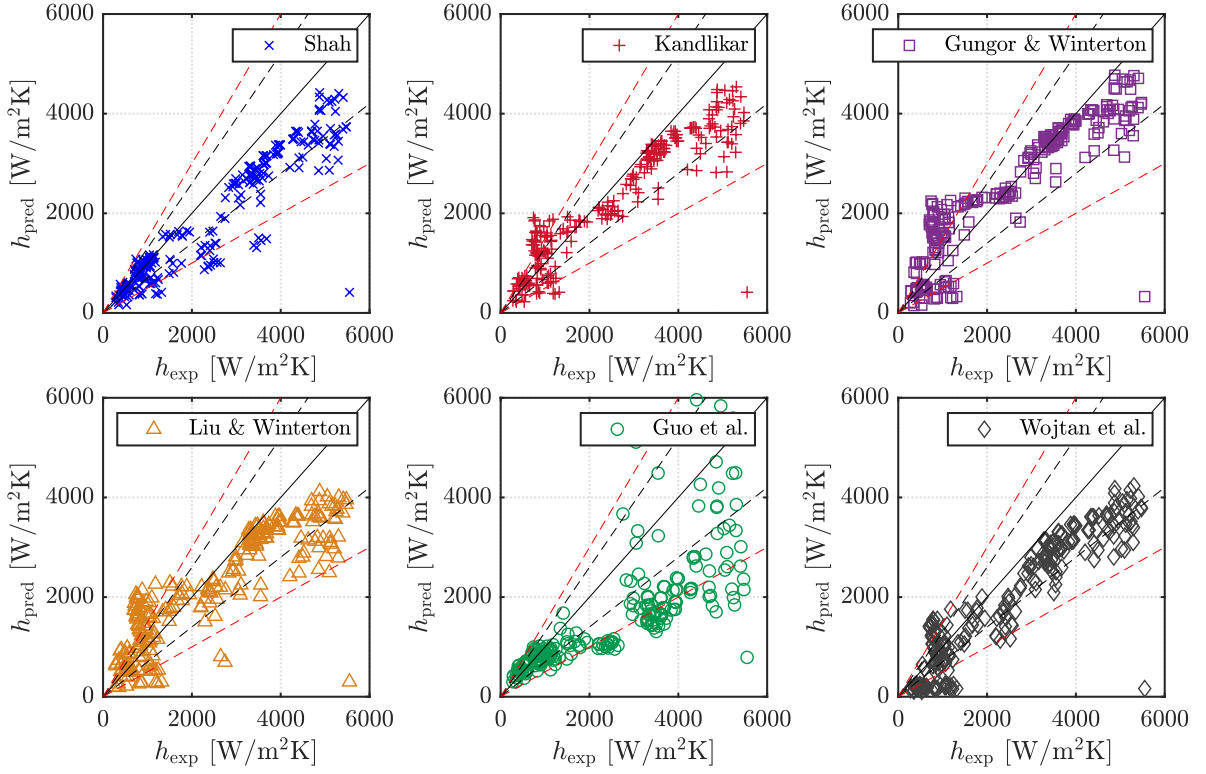 6000
4000
2000
0
h_pred [W/m²K]
Shah
0 2000 4000 6000
h_exp [W/m²K]
6000
4000
2000
0
h_pred [W/m²K]
Kandlikar
0 2000 4000 6000
h_exp [W/m²K]
6000
4000
2000
0
h_pred [W/m²K]
Gungor & Winterton
0 2000 4000 6000
h_exp [W/m²K]
6000
4000
2000
0
h_pred [W/m²K]
Liu & Winterton
0 2000 4000 6000
h_exp [W/m²K]
6000
4000
2000
0
h_pred [W/m²K]
Guo et al.
0 2000 4000 6000
h_exp [W/m²K]
6000
4000
2000
0
h_pred [W/m²K]
Wojtan et al.
0 2000 4000 6000
h_exp [W/m²K]